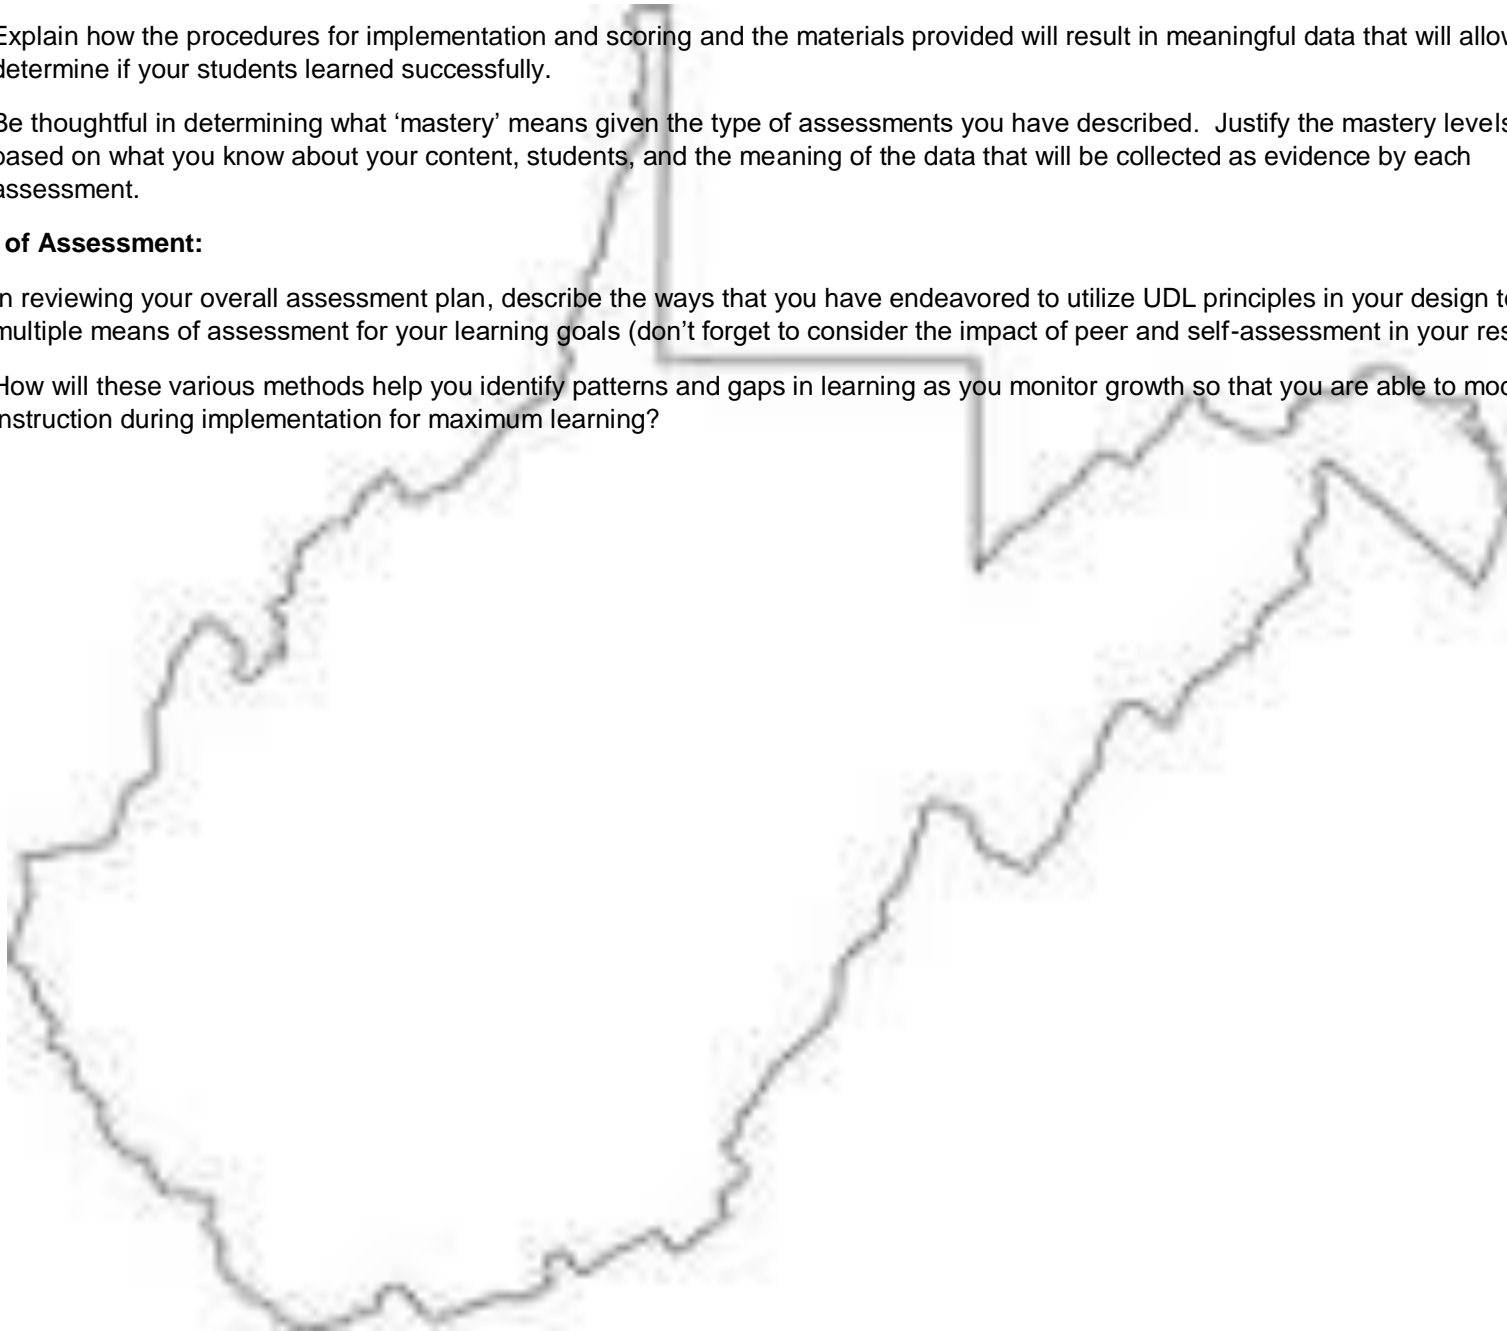 Explain how the procedures for implementation and scoring and the materials provided will result in meaningful data that will allow
determine if your students learned successfully.
Be thoughtful in determining what ‘mastery’ means given the type of assessments you have described.  Justify the mastery levels
based on what you know about your content, students, and the meaning of the data that will be collected as evidence by each
assessment.
of Assessment:
In reviewing your overall assessment plan, describe the ways that you have endeavored to utilize UDL principles in your design to
multiple means of assessment for your learning goals (don’t forget to consider the impact of peer and self-assessment in your res
How will these various methods help you identify patterns and gaps in learning as you monitor growth so that you are able to mod
instruction during implementation for maximum learning?